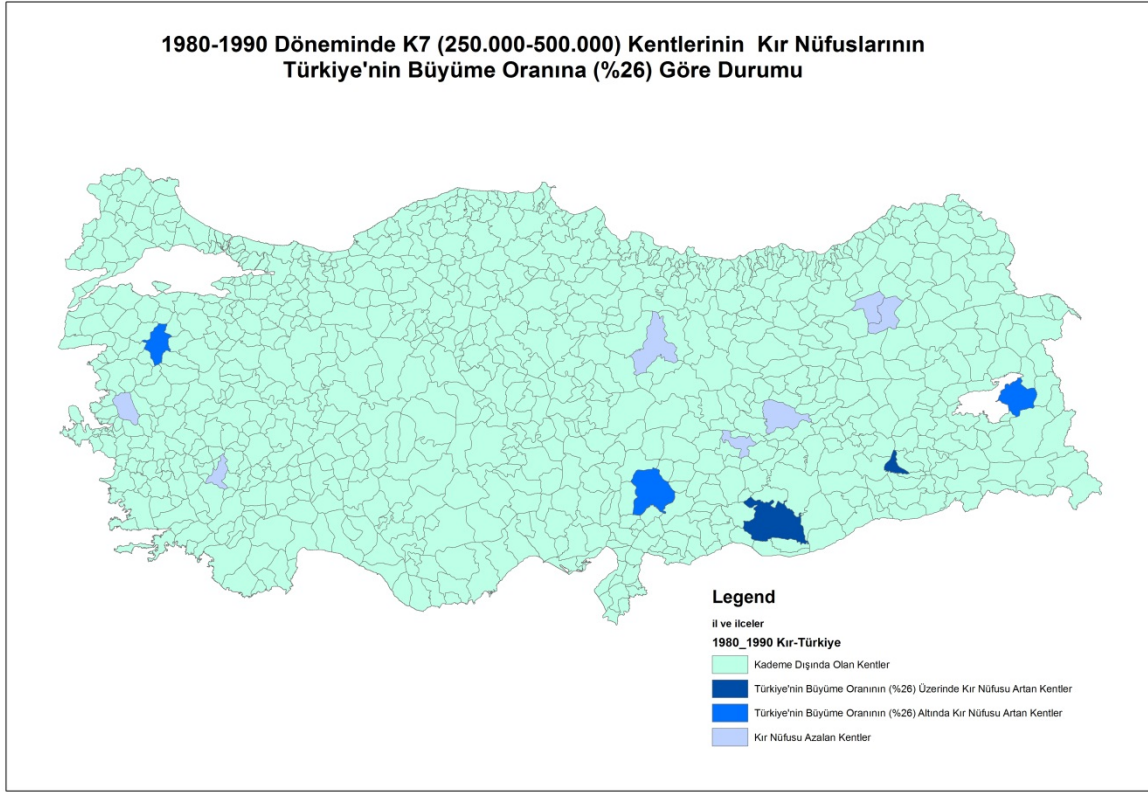 1980-1990 Döneminde K7 (250.000-500.000) Kentlerinin Kır Nüfuslarının
Türkiye'nin Büyüme Oranına (%26) Göre Durumu
Legend
il ve ilceler
1980_1990 Kır-Türkiye
Kademe Dışında Olan Kentler
Türkiye'nin Büyüme Oranının (%26) Üzerinde Kır Nüfusu Artan Kentler
Türkiye'nin Büyüme Oranının (%26) Altında Kır Nüfusu Artan Kentler
Kır Nüfusu Azalan Kentler